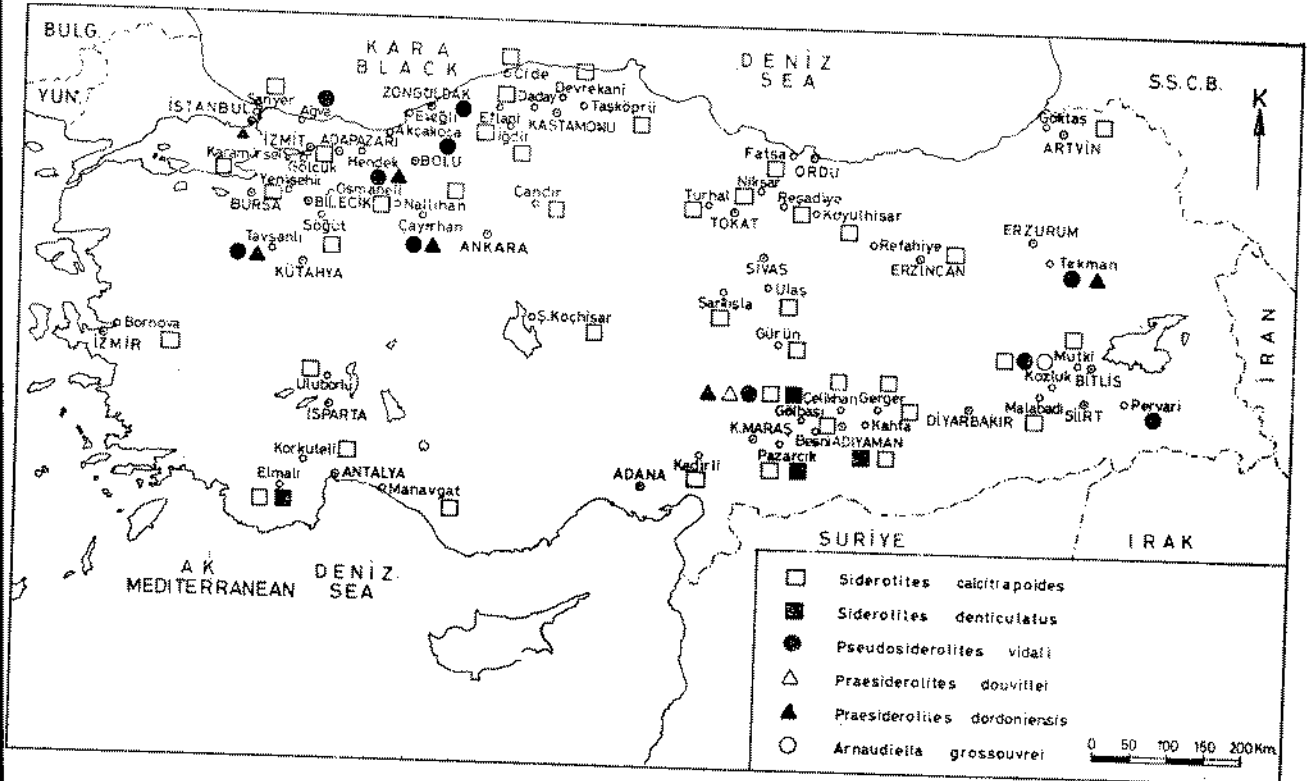 BULG.
KARA
BLACK
DENİZ
SEA
S.S.C.B.
YUN.
K
Cide
Devrekani
Daday
Taşköprü
KASTAMONU
ZONGULDAK
Ereğli
Eflani
Akçakoca
İğdir
Sarıyer
İSTANBUL
Ağva
İZMİT
ADAPAZARI
Hendek
BOLU
Karamürsel
Gölcük
Yenişehir
BURSA
Osmaneli
BİLECİK
Nallıhan
Söğüt
Çayırhan
Çandır
ANKARA
Tavşanlı
KÜTAHYA
Göktaş
ARTVİN
Fatsa
ORDU
Niksar
Turhal
TOKAT
Reşadiye
Koyulhisar
Refahiye
ERZİNCAN
ERZURUM
Tekman
SİVAS
Ulaş
Şarkışla
Gürün
Ş.Koçhisar
Bornova
İZMİR
Uluborlu
ISPARTA
Korkuteli
Elmalı
ANTALYA
Manavgat
ADANA
Kadirli
Çelikhan
Gerger
Gölbaşı
K.MARAŞ
Besni
ADIYAMAN
Kahta
Pazarcık
DİYARBAKIR
Mutki
Kozluk
BİTLİS
Malabadi
SİİRT
Pervari
İRAN
SURİYE
IRAK
AK DENİZ
MEDITERRANEAN SEA
Siderolites calcitrapoides
Siderolites denticulatus
Pseudosiderolites vidali
Praesiderolites douvillei
Praesiderolites dordoniensis
Arnaudiella grossouvrei
0 50 100 150 200 Km.